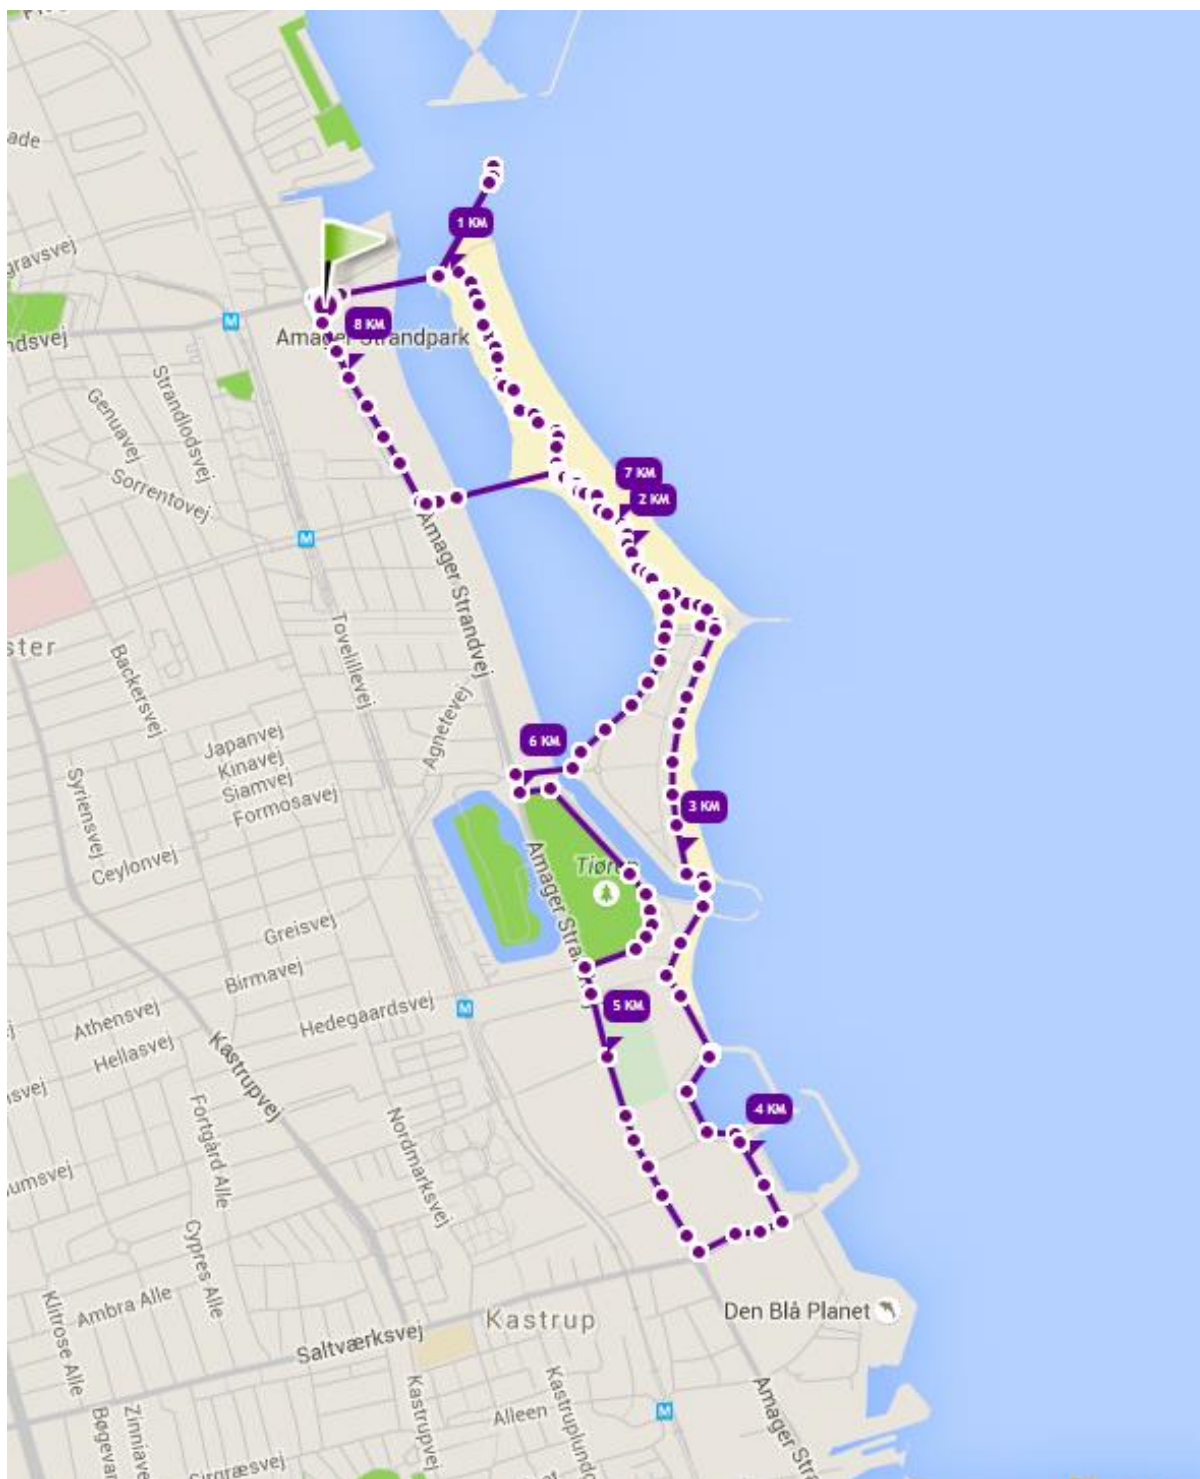 ade
gravsvej
1 KM
ndsvej
M
8 KM
Amager Strandpark
Strandlodsvej
Genuavej
Sorrentovej
7 KM
2 KM
M
Amager Strandvej
Tovelillevej
ster
Backersvej
Agnetevej
6 KM
Japanvej
Kinavej
Siamvej
Formosavej
Syriensvej
Ceylonvej
3 KM
Amager Stra
Greisvej
Birmavej
Hedegaardsvej
M
5 KM
Athensvej
Hellasvej
Kastrupvej
nsvej
Fortgård Alle
Nordmarksvej
4 KM
umsvej
Cypres Alle
Klitrose Alle
Ambra Alle
Kastrup
Den Blå Planet
Saltværksvej
Kastrupvej
Alleen
M
Amager Stra